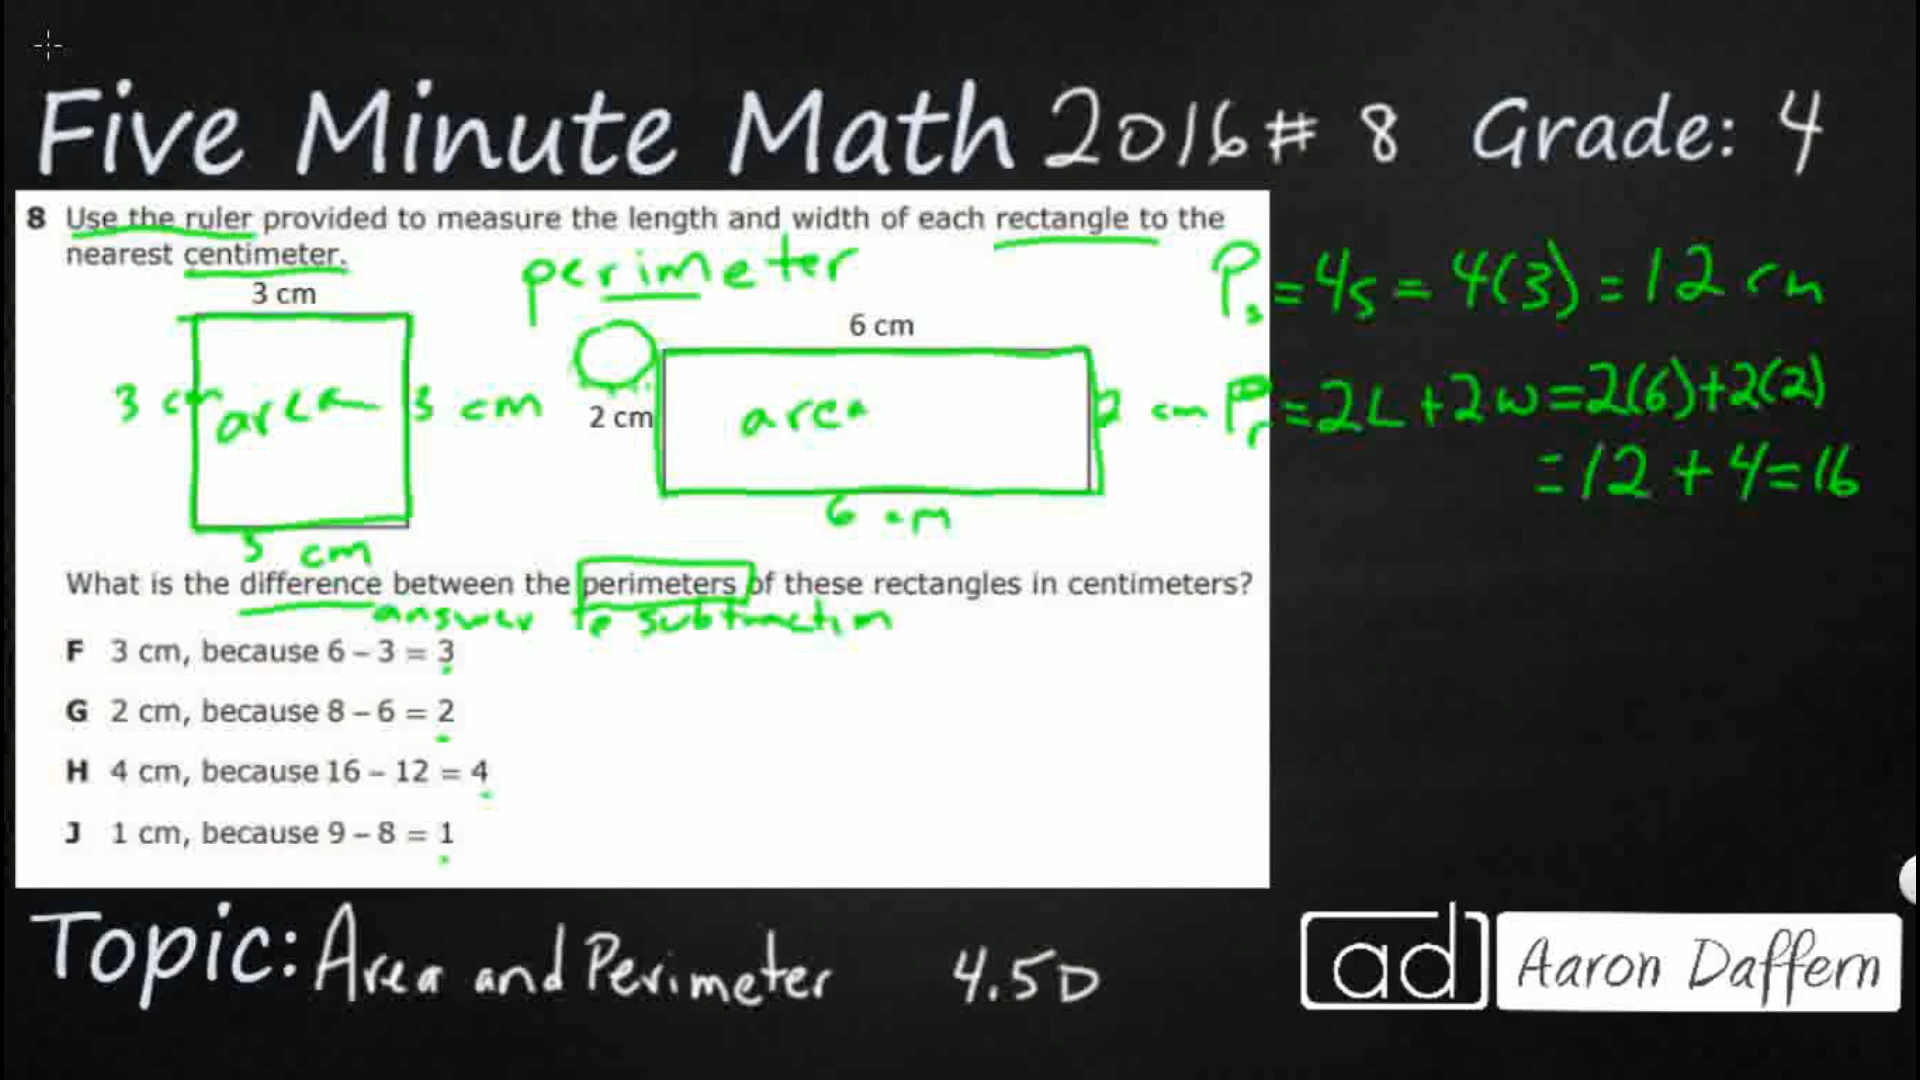 Five Minute Math 2016 # 8 Grade: 4
8 Use the ruler provided to measure the length and width of each rectangle to the
nearest centimeter.
perimeter
3 cm
3 cm
area
3 cm
3 cm
6 cm
2 cm
area
2 cm
6 cm
Ps = 4s = 4(3) = 12 cm
Pr = 2L + 2w = 2(6) + 2(2)
= 12 + 4 = 16
What is the difference between the perimeters of these rectangles in centimeters?
answer to subtraction
F 3 cm, because 6 – 3 = 3
G 2 cm, because 8 – 6 = 2
H 4 cm, because 16 – 12 = 4
J 1 cm, because 9 – 8 = 1
Topic: Area and Perimeter 4.5D
ad Aaron Daffern